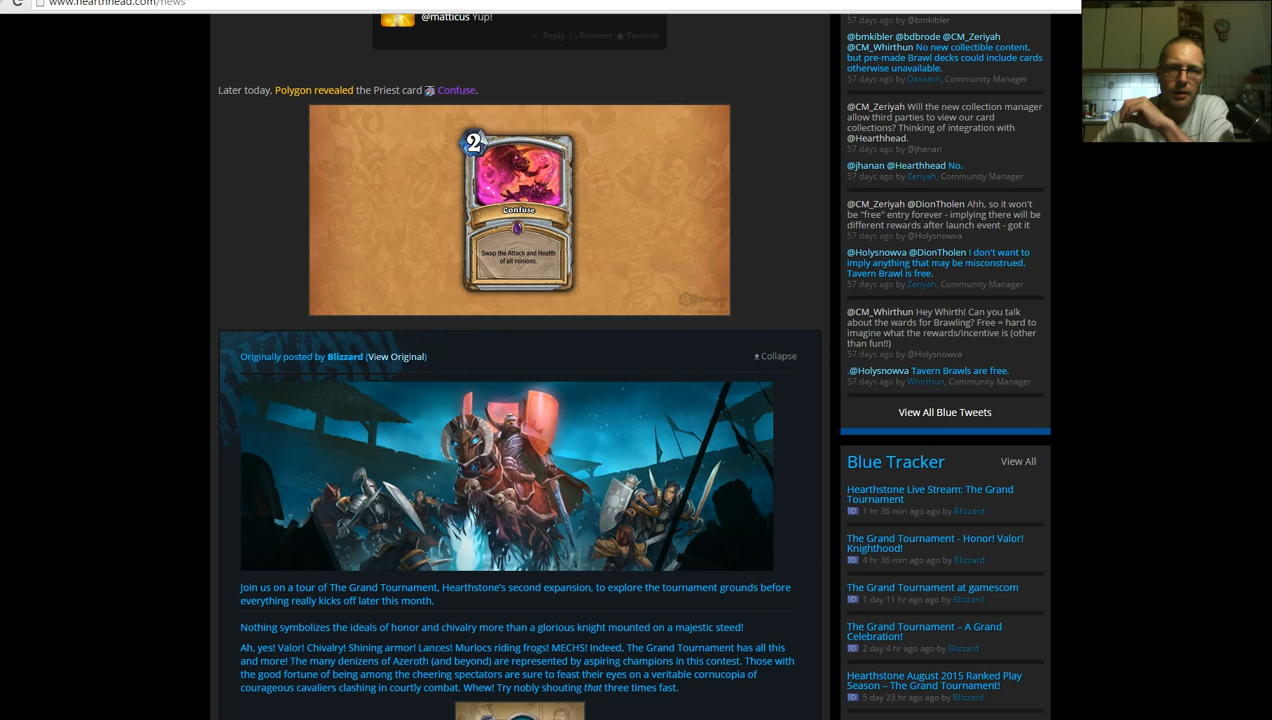 www.hearthhead.com/news
@matticus Yup!
Reply Retweet Favorite
Later today, Polygon revealed the Priest card Confuse.
2
Confuse
Swap the Attack and Health
of all minions.
Originally posted by Blizzard (View Original)
Collapse
Join us on a tour of The Grand Tournament, Hearthstone's second expansion, to explore the tournament grounds before
everything really kicks off later this month.
Nothing symbolizes the ideals of honor and chivalry more than a glorious knight mounted on a majestic steed!
Ah, yes! Valor! Chivalry! Shining armor! Lances! Murlocs riding frogs! MECHS! Indeed, The Grand Tournament has all this
and more! The many denizens of Azeroth (and beyond) are represented by aspiring champions in this contest. Those with
the good fortune of being among the cheering spectators are sure to feast their eyes on a veritable cornucopia of
courageous cavaliers clashing in courtly combat. Whew! Try nobly shouting that three times fast.
57 days ago by @bmkibler
@bmkibler @bdbrode @CM_Zeriyah
@CM_Whirthun No new collectible content,
but pre-made Brawl decks could include cards
otherwise unavailable.
57 days ago by Daxxarri, Community Manager
@CM_Zeriyah Will the new collection manager
allow third parties to view our card
collections? Thinking of integration with
@Hearthhead.
57 days ago by @jhanan
@jhanan @Hearthhead No.
57 days ago by Zeriyah, Community Manager
@CM_Zeriyah @DionTholen Ahh, so it won't
be "free" entry forever - implying there will be
different rewards after launch event - got it
57 days ago by @Holysnowva
@Holysnowva @DionTholen I don't want to
imply anything that may be misconstrued.
Tavern Brawl is free.
57 days ago by Zeriyah, Community Manager
@CM_Whirthun Hey Whirth! Can you talk
about the wards for Brawling? Free = hard to
imagine what the rewards/incentive is (other
than fun!!)
57 days ago by @Holysnowva
.@Holysnowva Tavern Brawls are free.
57 days ago by Whirthun, Community Manager
View All Blue Tweets
Blue Tracker View All
Hearthstone Live Stream: The Grand
Tournament
1 hr 36 min ago ago by Blizzard
The Grand Tournament - Honor! Valor!
Knighthood!
4 hr 36 min ago ago by Blizzard
The Grand Tournament at gamescom
1 day 11 hr ago ago by Blizzard
The Grand Tournament – A Grand
Celebration!
2 day 4 hr ago ago by Blizzard
Hearthstone August 2015 Ranked Play
Season – The Grand Tournament!
5 day 23 hr ago ago by Blizzard